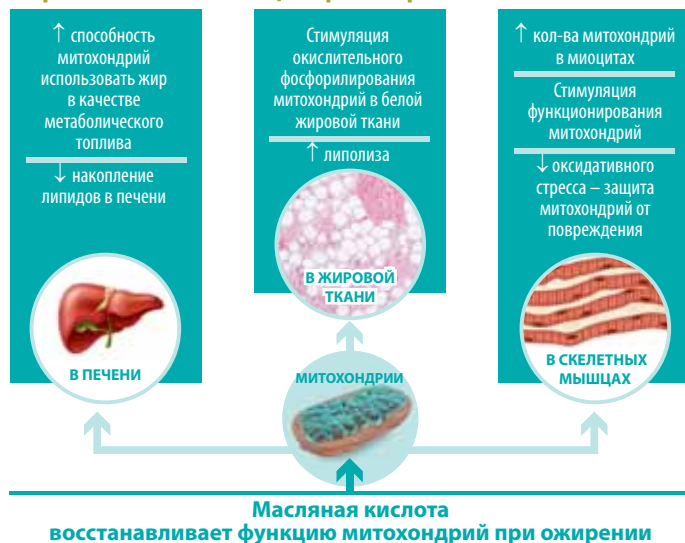 ↑ способность
митохондрий
использовать жир
в качестве
метаболического
топлива
↓ накопление
липидов в печени
В ПЕЧЕНИ
Стимуляция
окислительного
фосфорилирования
митохондрий в белой
жировой ткани
↑ липолиза
В ЖИРОВОЙ
ТКАНИ
↑ кол-ва митохондрий
в миоцитах
Стимуляция
функционирования
митохондрий
↓ оксидативного
стресса – защита
митохондрий от
повреждения
В СКЕЛЕТНЫХ
МЫШЦАХ
МИТОХОНДРИИ
Масляная кислота
восстанавливает функцию митохондрий при ожирении